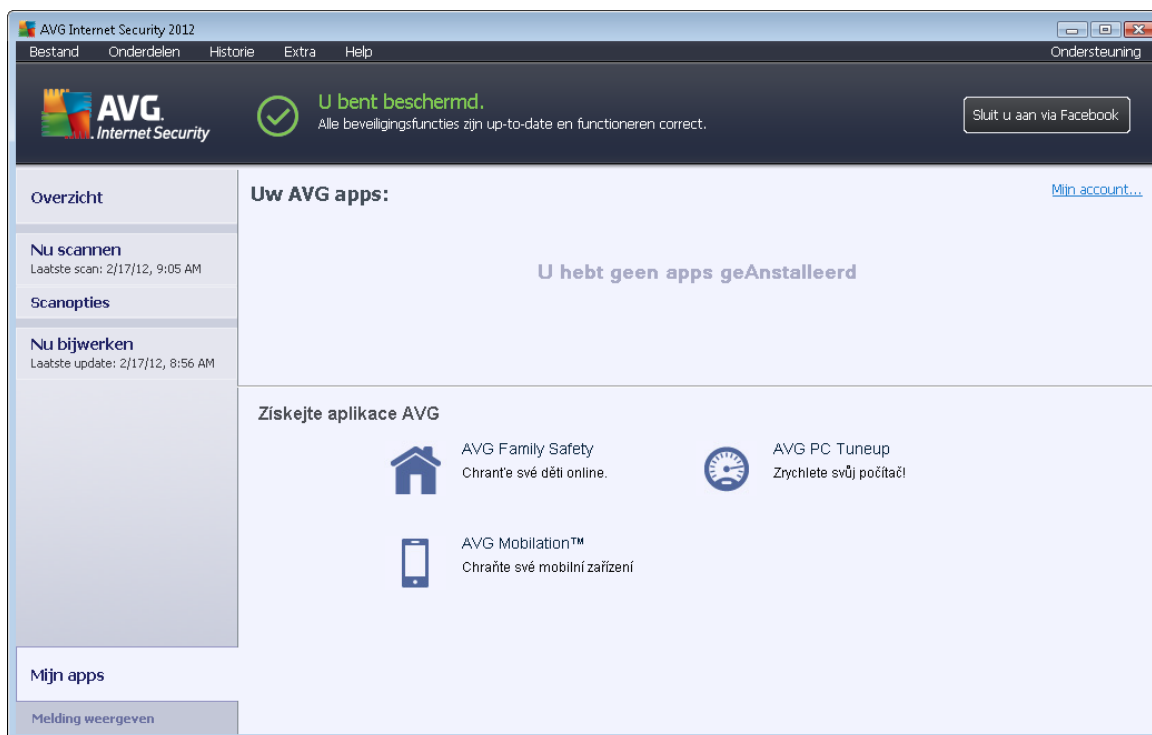 AVG Internet Security 2012
Bestand Onderdelen Historie Extra Help Ondersteuning
AVG.
Internet Security
U bent beschermd.
Alle beveiligingsfuncties zijn up-to-date en functioneren correct.
Sluit u aan via Facebook
Overzicht
Nu scannen
Laatste scan: 2/17/12, 9:05 AM
Scanopties
Nu bijwerken
Laatste update: 2/17/12, 8:56 AM
Mijn apps
Melding weergeven
Uw AVG apps:
Mijn account...
U hebt geen apps geAnstalleerd
Získejte aplikace AVG
AVG Family Safety
Chranťe své děti online.
AVG PC Tuneup
Zrychlete svůj počítač!
AVG Mobilation™
Chraňte své mobilní zařízení